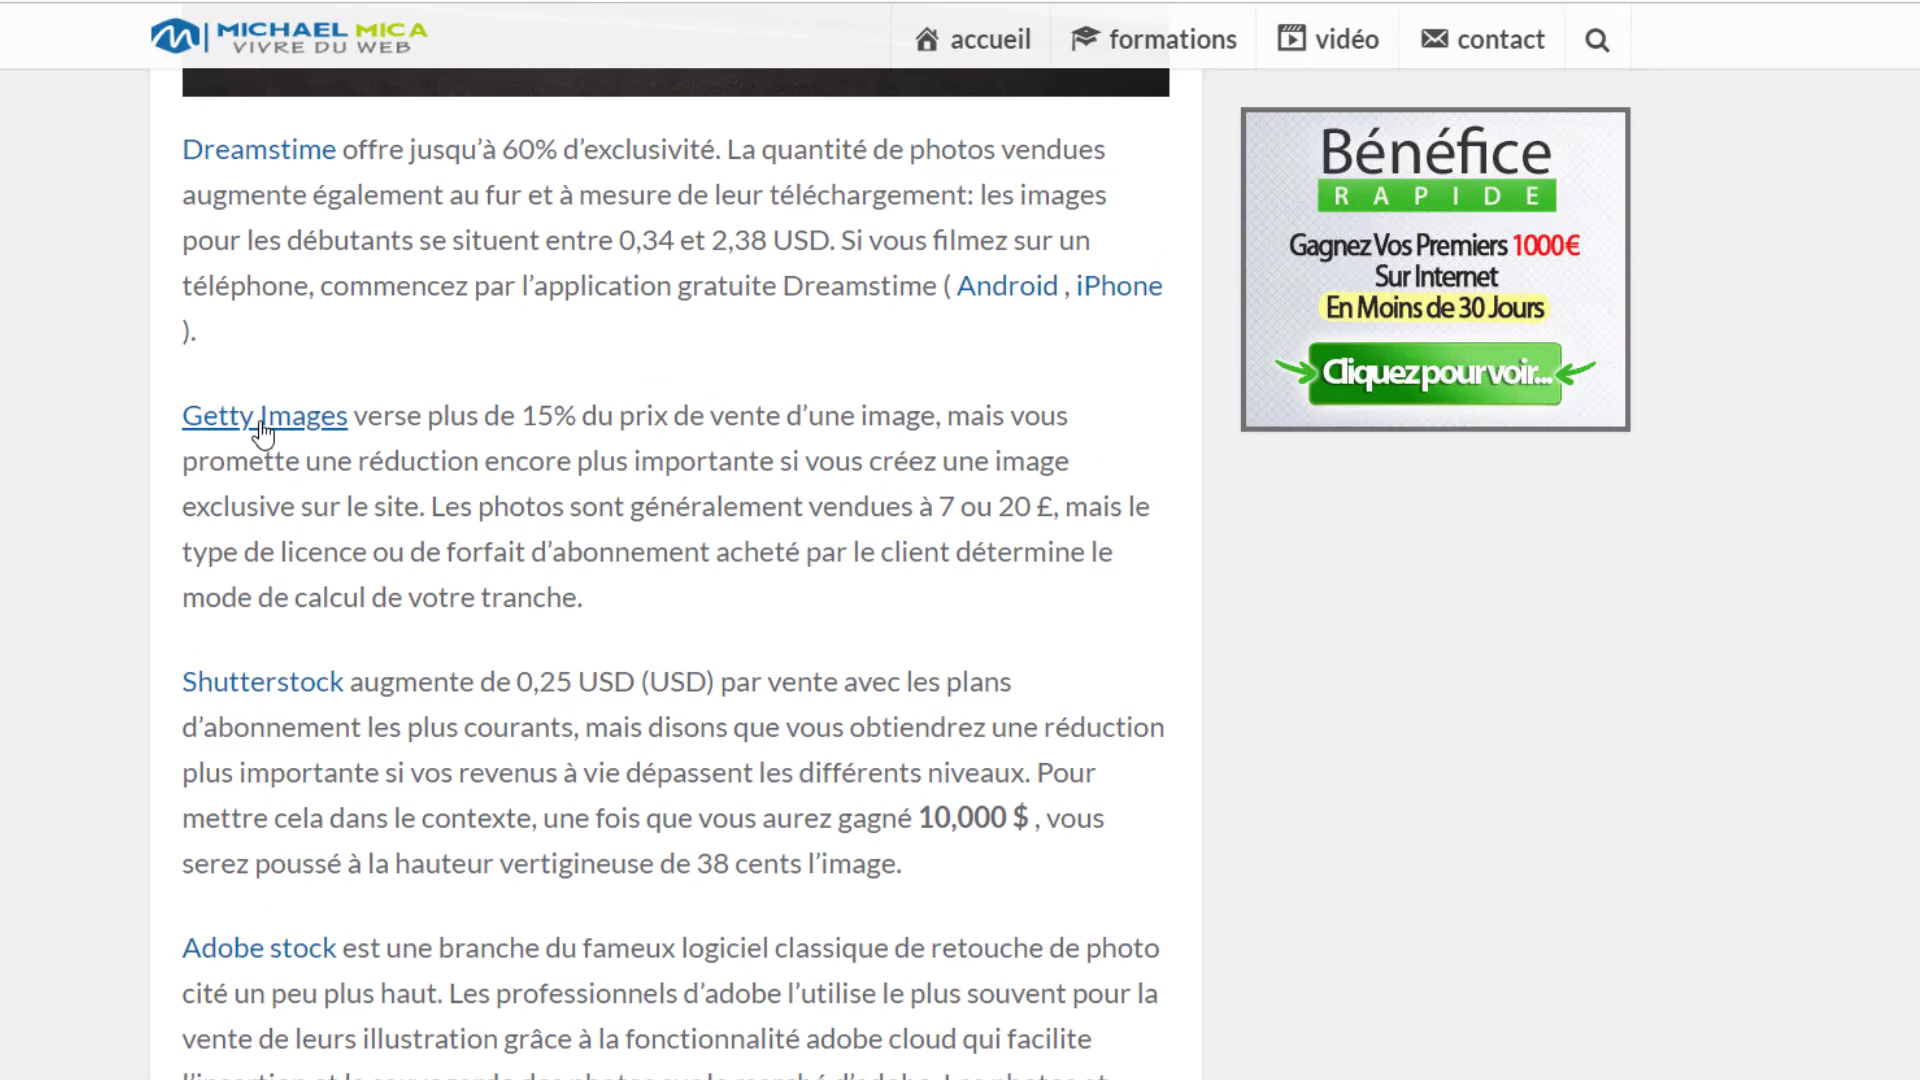 MICHAEL MICA
VIVRE DU WEB
accueil
formations
vidéo
contact
Dreamstime offre jusqu’à 60% d’exclusivité. La quantité de photos vendues
augmente également au fur et à mesure de leur téléchargement: les images
pour les débutants se situent entre 0,34 et 2,38 USD. Si vous filmez sur un
téléphone, commencez par l’application gratuite Dreamstime ( Android , iPhone
).
Getty Images verse plus de 15% du prix de vente d’une image, mais vous
promette une réduction encore plus importante si vous créez une image
exclusive sur le site. Les photos sont généralement vendues à 7 ou 20 £, mais le
type de licence ou de forfait d’abonnement acheté par le client détermine le
mode de calcul de votre tranche.
Shutterstock augmente de 0,25 USD (USD) par vente avec les plans
d’abonnement les plus courants, mais disons que vous obtiendrez une réduction
plus importante si vos revenus à vie dépassent les différents niveaux. Pour
mettre cela dans le contexte, une fois que vous aurez gagné 10,000 $ , vous
serez poussé à la hauteur vertigineuse de 38 cents l’image.
Adobe stock est une branche du fameux logiciel classique de retouche de photo
cité un peu plus haut. Les professionnels d’adobe l’utilise le plus souvent pour la
vente de leurs illustration grâce à la fonctionnalité adobe cloud qui facilite
Bénéfice
RAPIDE
Gagnez Vos Premiers 1000€
Sur Internet
En Moins de 30 Jours
Cliquez pour voir...